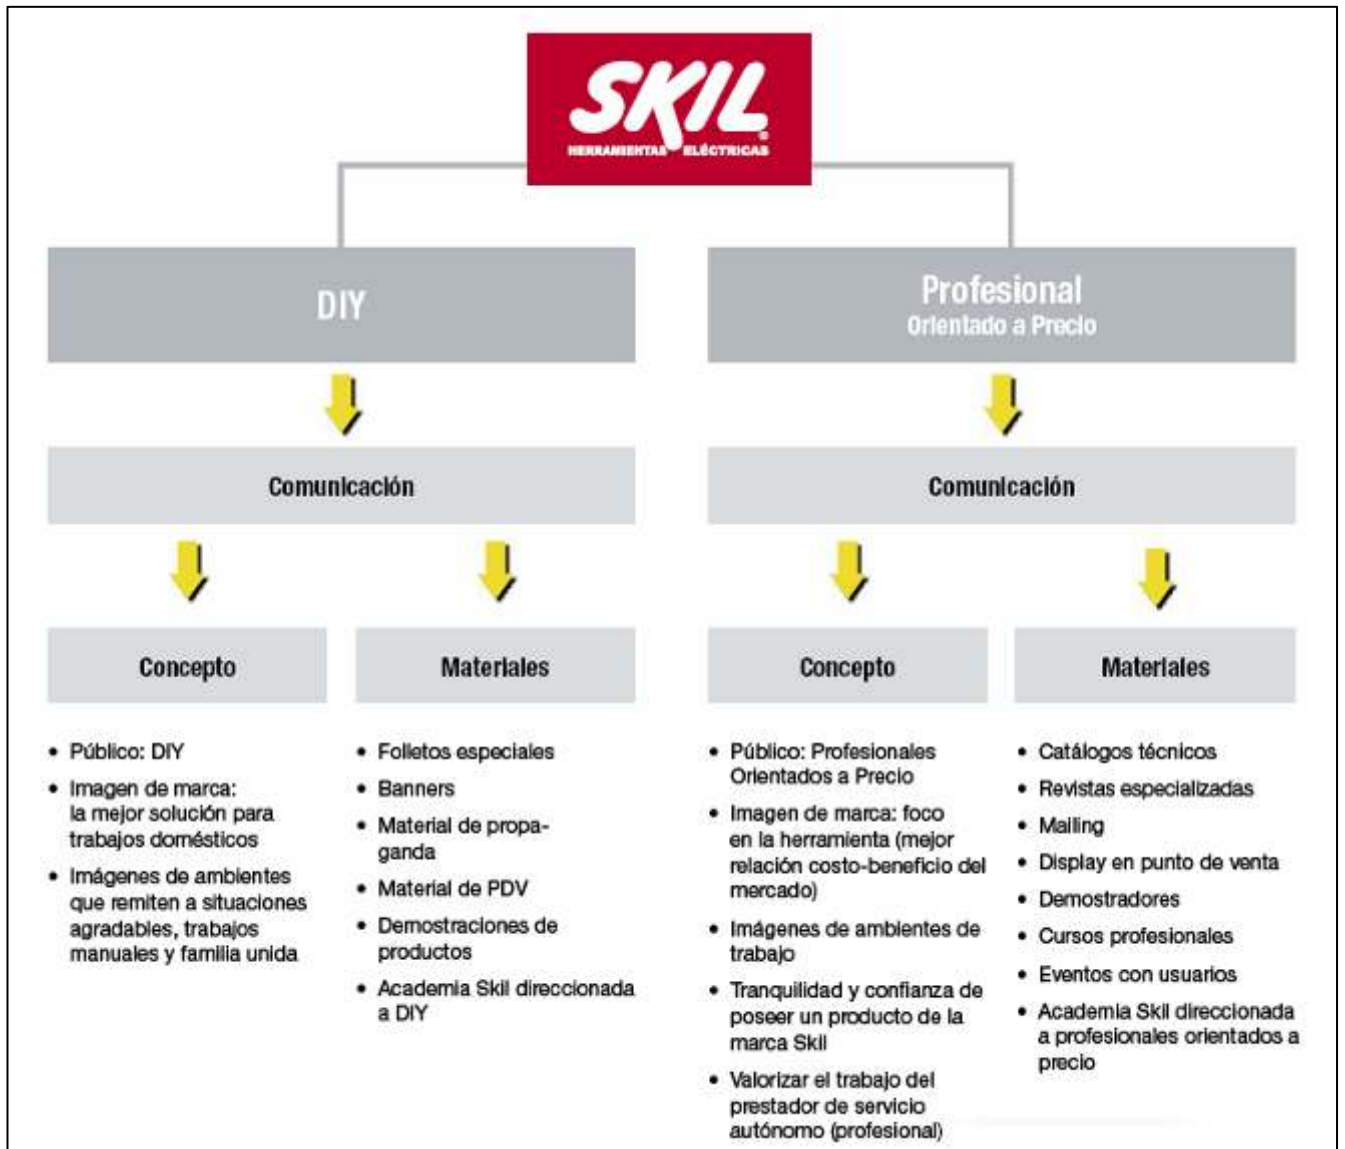 SKIL®
HERRAMIENTAS ELÉCTRICAS
DIY
Profesional
Orientado a Precio
Comunicación
Comunicación
Concepto
Materiales
Concepto
Materiales
• Público: DIY
• Imagen de marca:
la mejor solución para
trabajos domésticos
• Imágenes de ambientes
que remiten a situaciones
agradables, trabajos
manuales y familia unida
• Folletos especiales
• Banners
• Material de propa-
ganda
• Material de PDV
• Demostraciones de
productos
• Academia Skil direccionada
a DIY
• Público: Profesionales
Orientados a Precio
• Imagen de marca: foco
en la herramienta (mejor
relación costo-beneficio del
mercado)
• Imágenes de ambientes de
trabajo
• Tranquilidad y confianza de
poseer un producto de la
marca Skil
• Valorizar el trabajo del
prestador de servicio
autónomo (profesional)
• Catálogos técnicos
• Revistas especializadas
• Mailing
• Display en punto de venta
• Demostradores
• Cursos profesionales
• Eventos con usuarios
• Academia Skil direccionada
a profesionales orientados a
precio